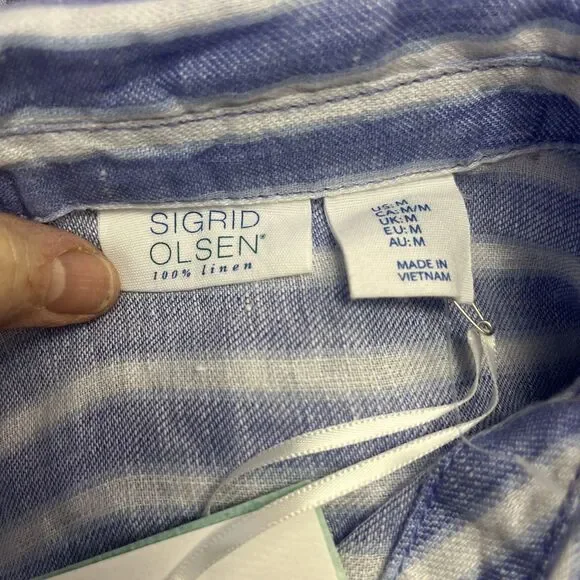 SIGRID
OLSEN®
100% linen
US: M
CA: M/M
UK: M
EU: M
AU: M
MADE IN
VIETNAM